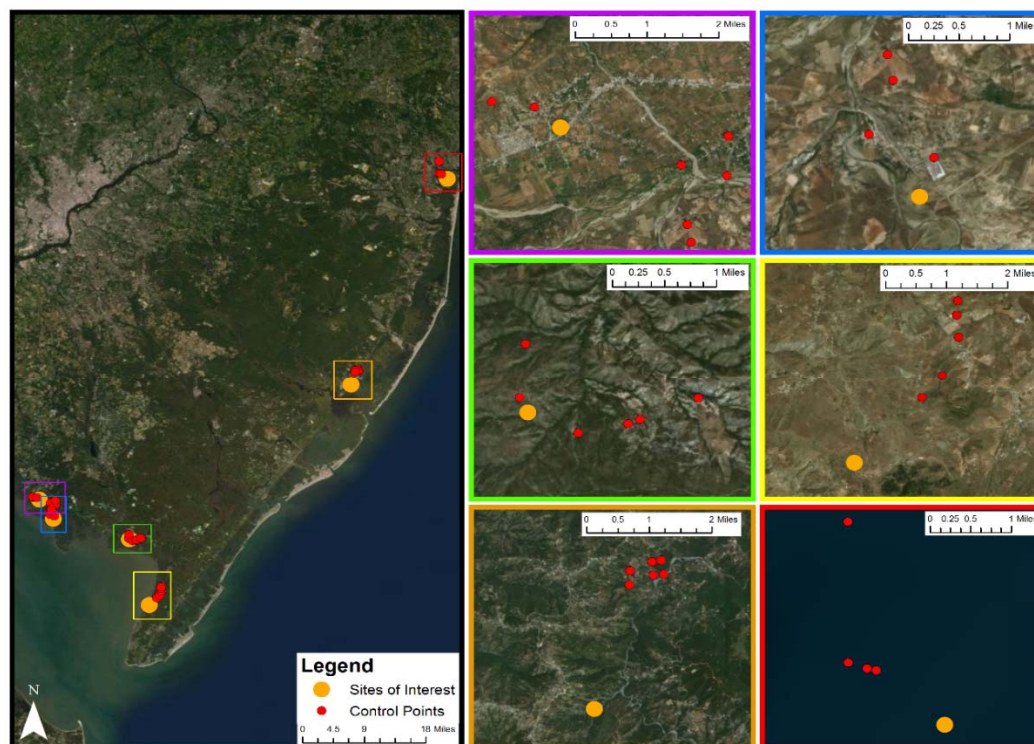 0 0.5 1 2 Miles
0 0.25 0.5 1 Miles
0 0.25 0.5 1 Miles
0 0.5 1 2 Miles
0 0.5 1 2 Miles
0 0.25 0.5 1 Miles
Legend
Sites of Interest
Control Points
0 4.5 9 18 Miles
N